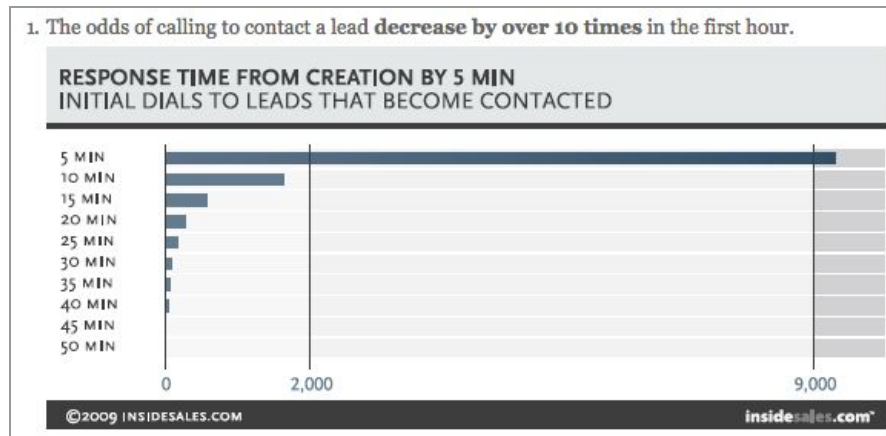 1. The odds of calling to contact a lead decrease by over 10 times in the first hour.
RESPONSE TIME FROM CREATION BY 5 MIN
INITIAL DIALS TO LEADS THAT BECOME CONTACTED
5 MIN
10 MIN
15 MIN
20 MIN
25 MIN
30 MIN
35 MIN
40 MIN
45 MIN
50 MIN
0 2,000 9,000
©2009 INSIDESALES.COM insidesales.com™